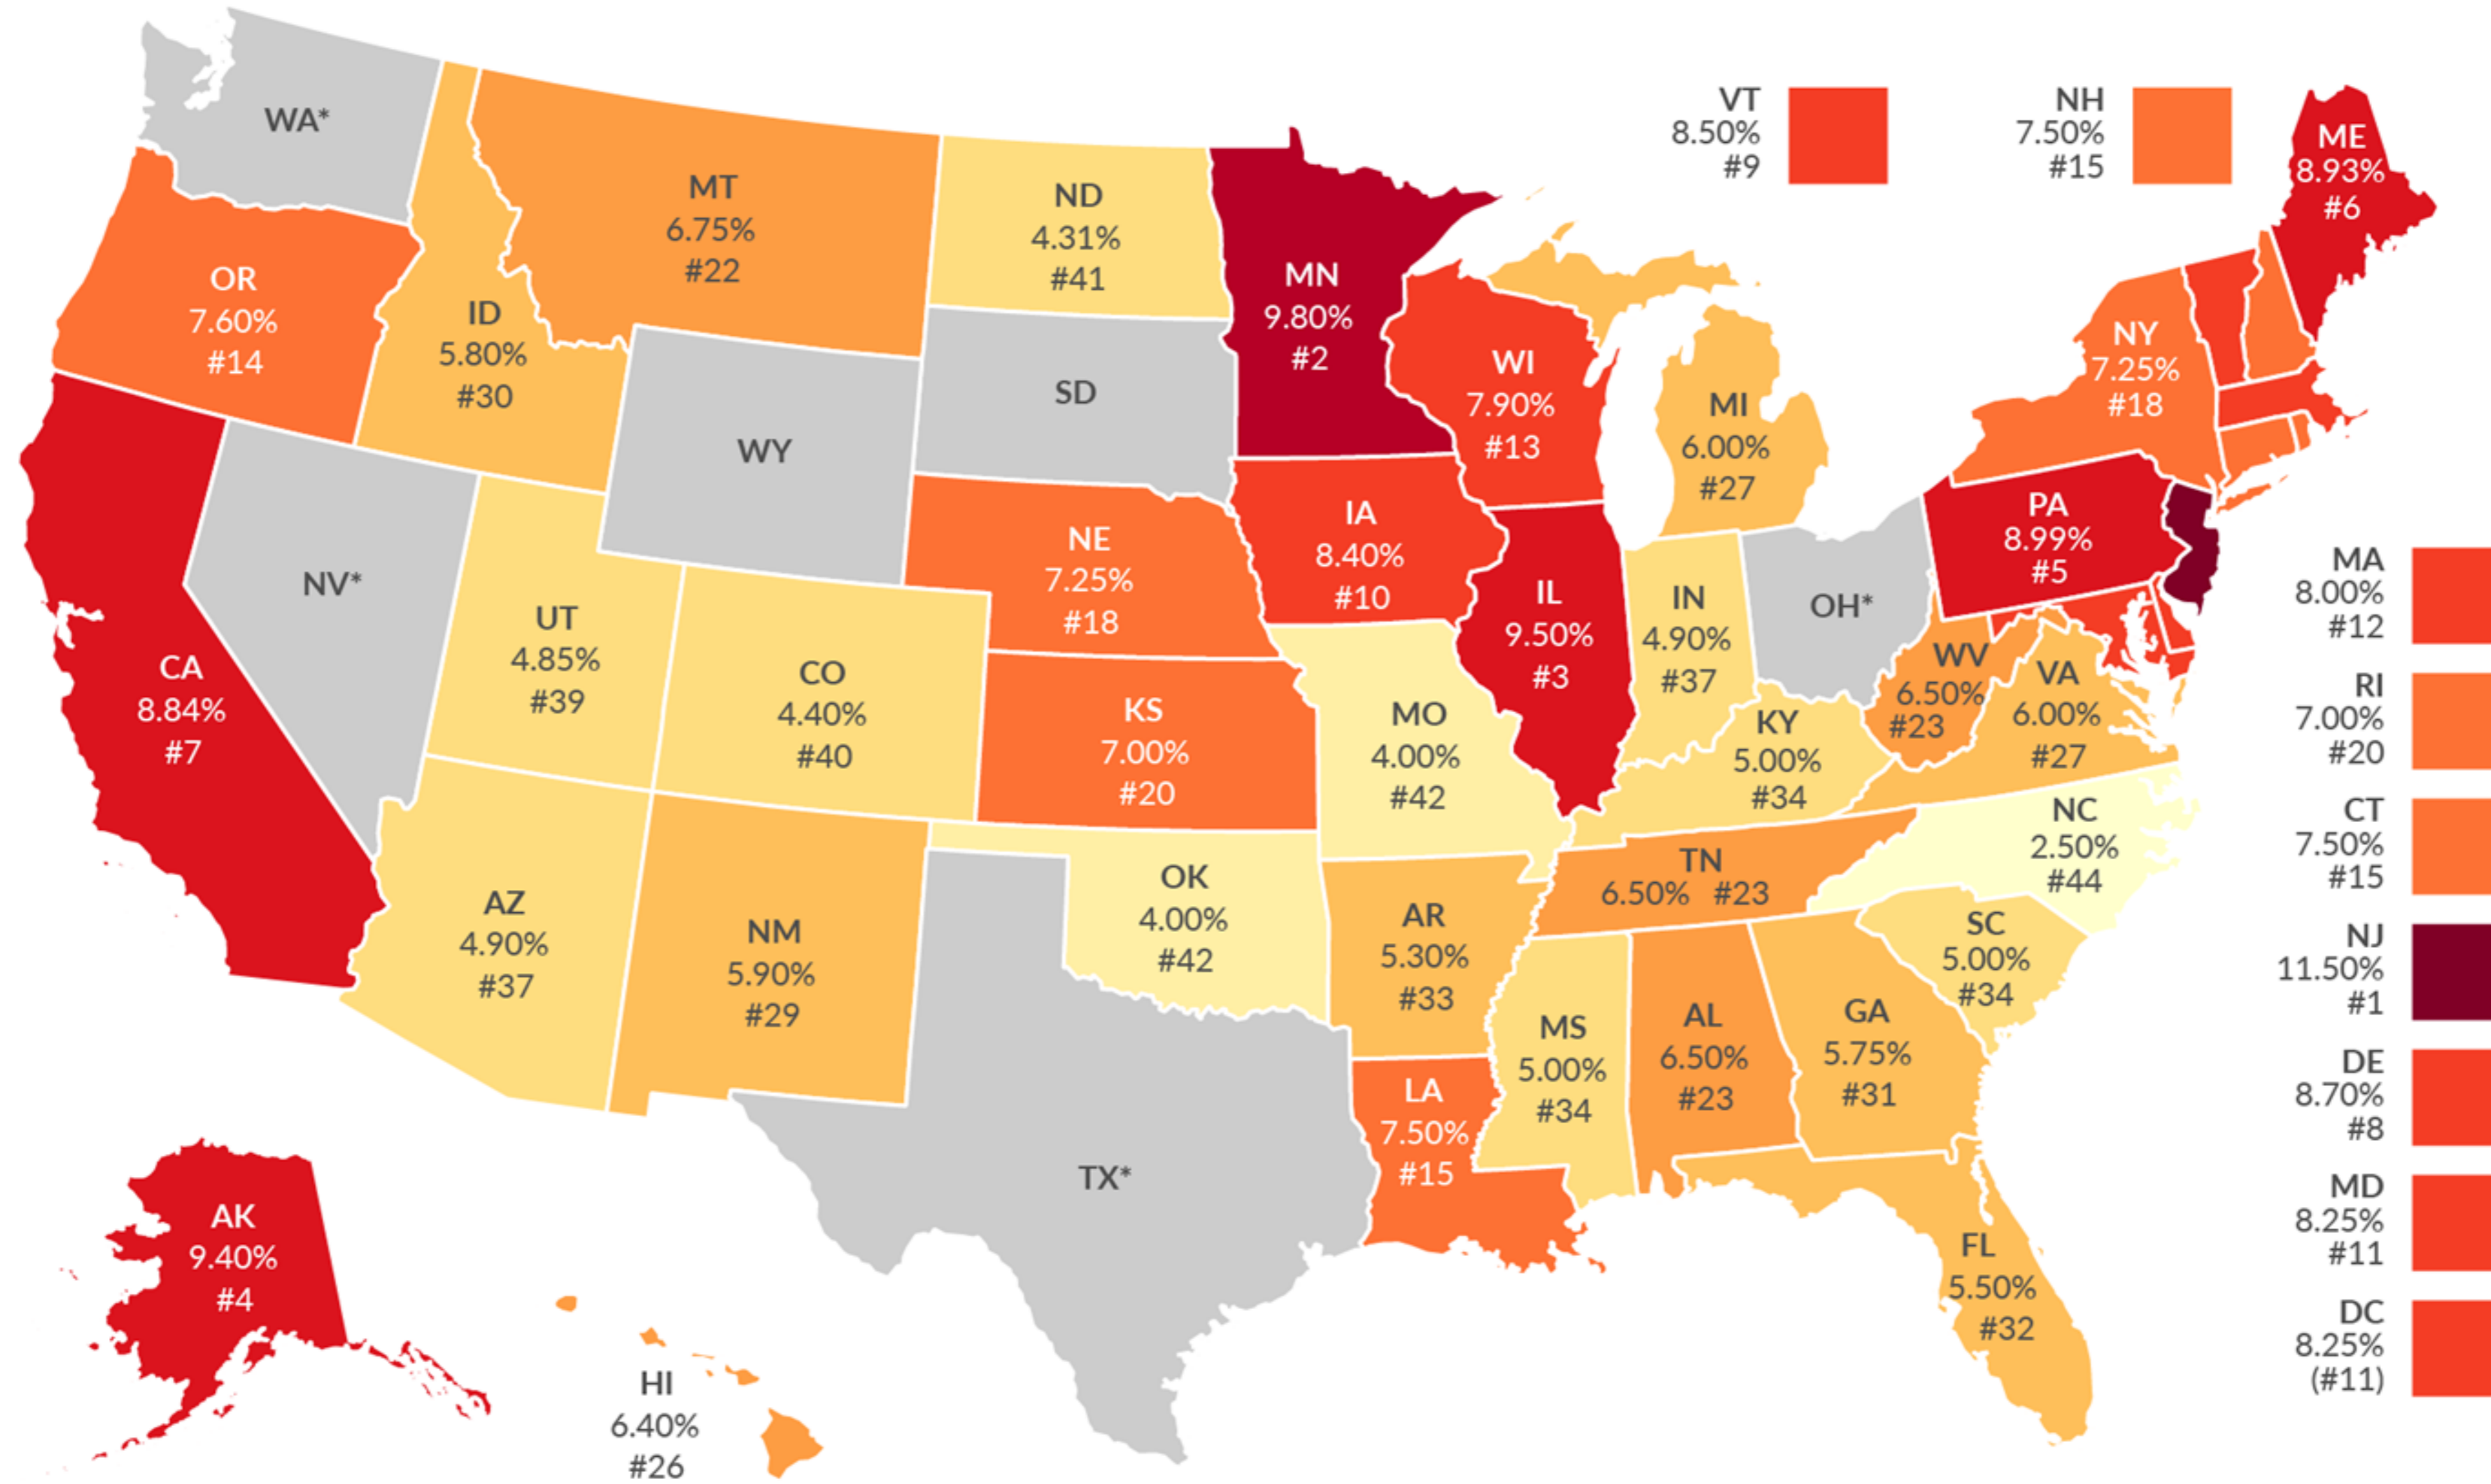 WA*
VT
8.50%
#9
NH
7.50%
#15
ME
8.93%
#6
MT
6.75%
#22
ND
4.31%
#41
MN
9.80%
#2
OR
7.60%
#14
ID
5.80%
#30
WY
SD
WI
7.90%
#13
MI
6.00%
#27
NY
7.25%
#18
NV*
UT
4.85%
#39
CO
4.40%
#40
NE
7.25%
#18
IA
8.40%
#10
IL
9.50%
#3
IN
4.90%
#37
OH*
PA
8.99%
#5
MA
8.00%
#12
CA
8.84%
#7
KS
7.00%
#20
MO
4.00%
#42
KY
5.00%
#34
WV
6.50%
#23
VA
6.00%
#27
RI
7.00%
#20
AZ
4.90%
#37
NM
5.90%
#29
OK
4.00%
#42
AR
5.30%
#33
TN
6.50% #23
NC
2.50%
#44
CT
7.50%
#15
SC
5.00%
#34
NJ
11.50%
#1
MS
5.00%
#34
AL
6.50%
#23
GA
5.75%
#31
LA
7.50%
#15
DE
8.70%
#8
TX*
AK
9.40%
#4
MD
8.25%
#11
FL
5.50%
#32
HI
6.40%
#26
DC
8.25%
(#11)